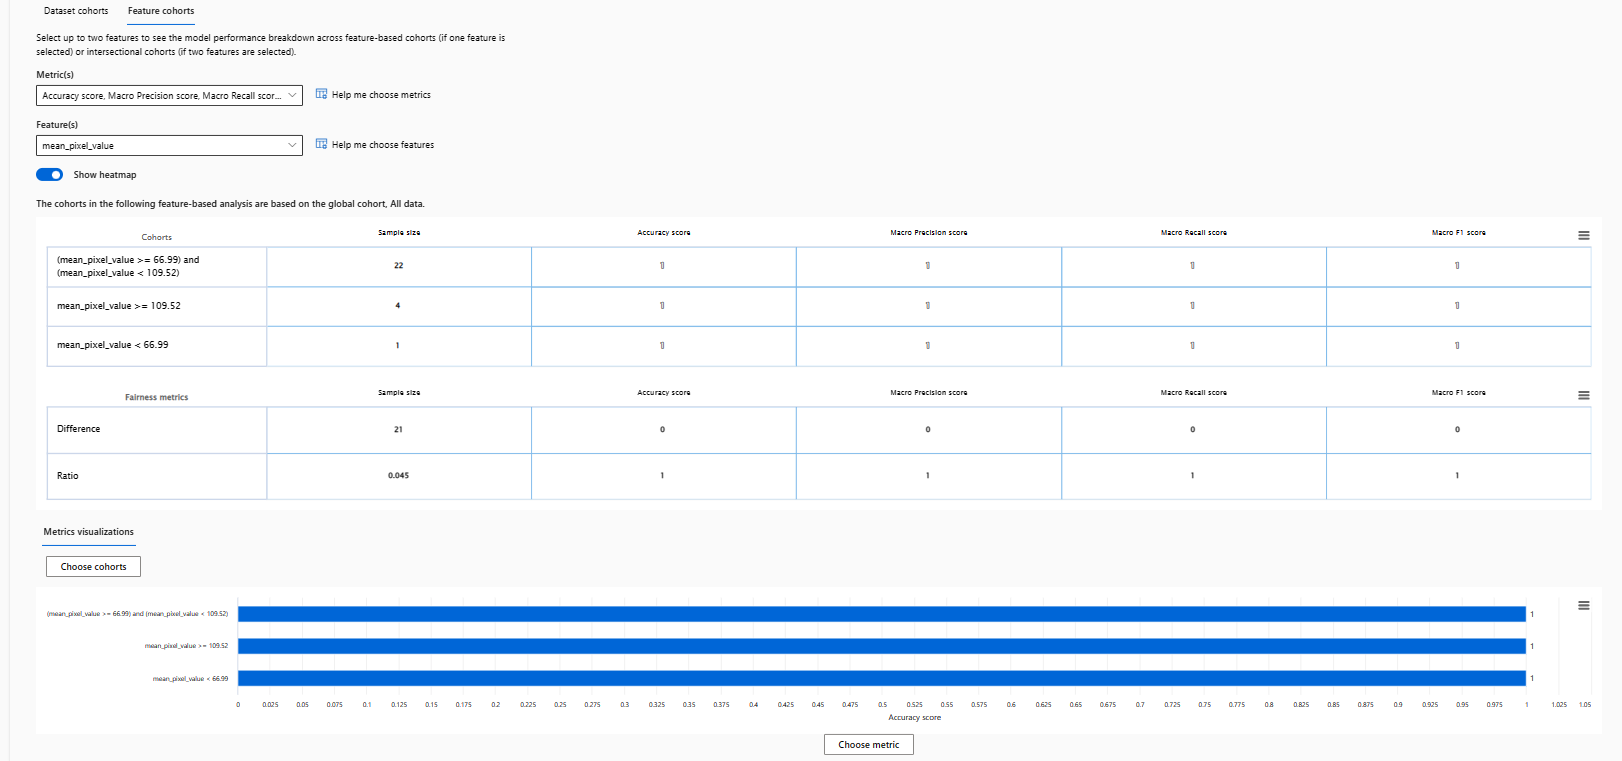 Dataset cohorts Feature cohorts
Select up to two features to see the model performance breakdown across feature-based cohorts (if one feature is
selected) or intersectional cohorts (if two features are selected).
Metric(s)
Accuracy score, Macro Precision score, Macro Recall scor... Help me choose metrics
Feature(s)
mean_pixel_value Help me choose features
Show heatmap
The cohorts in the following feature-based analysis are based on the global cohort, All data.
Cohorts Sample size Accuracy score Macro Precision score Macro Recall score Macro F1 score
(mean_pixel_value >= 66.99) and
(mean_pixel_value < 109.52) 22 1 1 1 1
mean_pixel_value >= 109.52 4 1 1 1 1
mean_pixel_value < 66.99 1 1 1 1 1
Fairness metrics Sample size Accuracy score Macro Precision score Macro Recall score Macro F1 score
Difference 21 0 0 0 0
Ratio 0.045 1 1 1 1
Metrics visualizations
Choose cohorts
(mean_pixel_value >= 66.99) and (mean_pixel_value < 109.52) 1
mean_pixel_value >= 109.52 1
mean_pixel_value < 66.99 1
0 0.025 0.05 0.075 0.1 0.125 0.15 0.175 0.2 0.225 0.25 0.275 0.3 0.325 0.35 0.375 0.4 0.425 0.45 0.475 0.5 0.525 0.55 0.575 0.6 0.625 0.65 0.675 0.7 0.725 0.75 0.775 0.8 0.825 0.85 0.875 0.9 0.925 0.95 0.975 1 1.025 1.05
Accuracy score
Choose metric